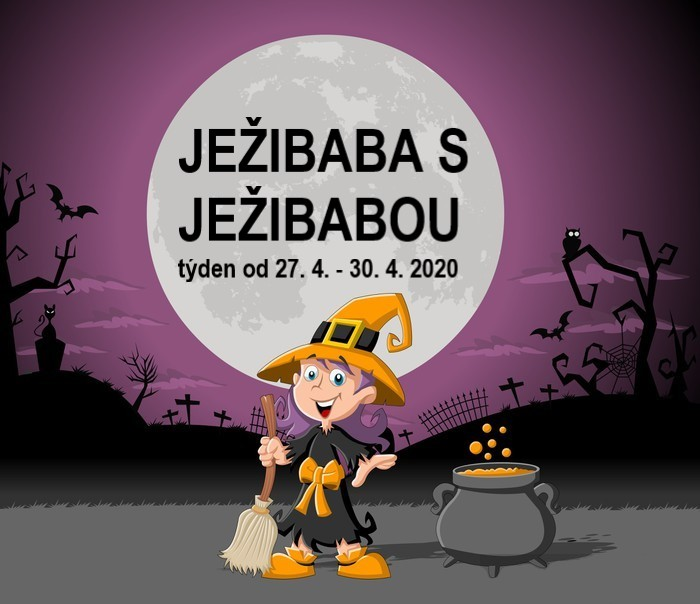 JEŽIBABA S
JEŽIBABOU
týden od 27. 4. - 30. 4. 2020